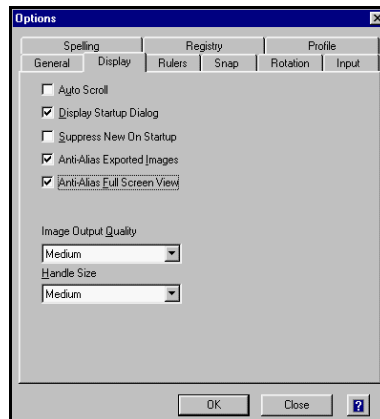 Options
Spelling Registry Profile
General Display Rulers Snap Rotation Input
Auto Scroll
Display Startup Dialog
Suppress New On Startup
Anti-Alias Exported Images
Anti-Alias Full Screen View
Image Output Quality
Medium
Handle Size
Medium
OK Close ?